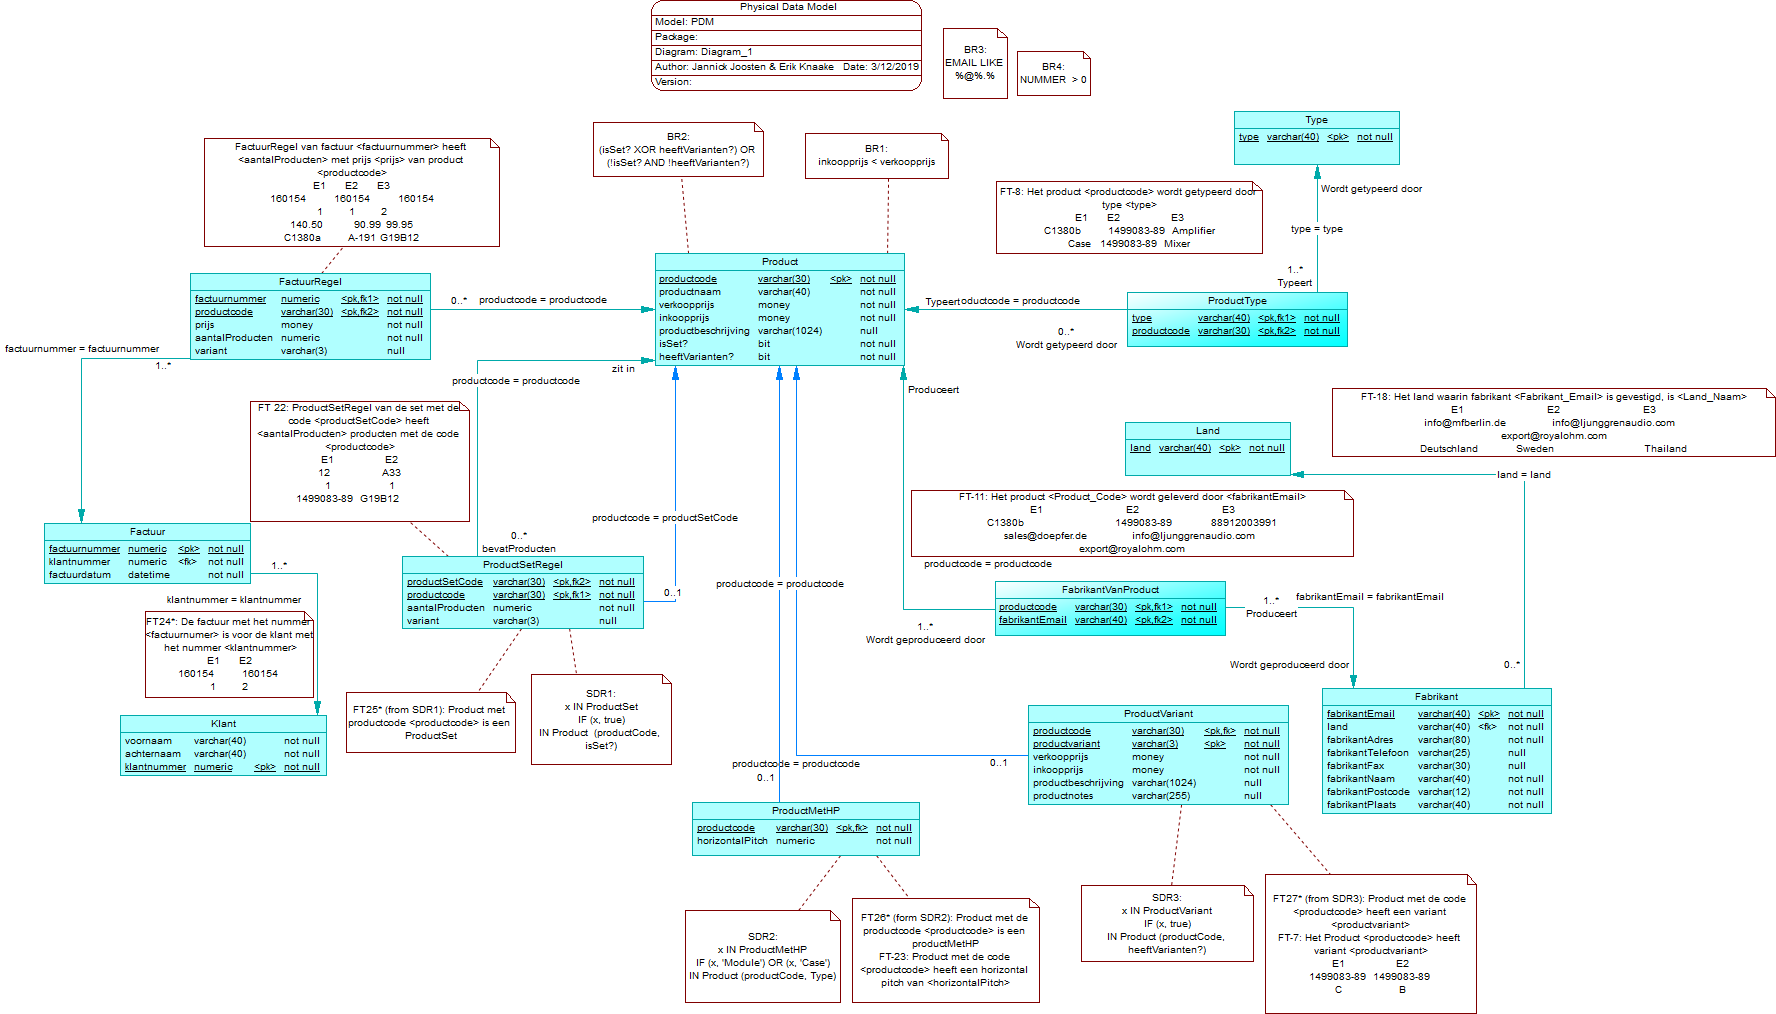 Physical Data Model
Model: PDM
Package:
Diagram: Diagram_1
Author: Jannick Joosten & Erik Knaake   Date: 3/12/2019
Version:
BR3:
EMAIL LIKE
%@%.%
BR4:
NUMMER > 0
FactuurRegel van factuur <factuurnummer> heeft
<aantalProducten> met prijs <prijs> van product
<productcode>
E1 E2 E3
160154 160154 160154
1 1 2
140.50 90.99 99.95
C1380a A-191 G19B12
BR2:
(isSet? XOR heeftVarianten?) OR
(!isSet? AND !heeftVarianten?)
BR1:
inkoopprijs < verkoopprijs
Type
type varchar(40) <pk> not null
FT-8: Het product <productcode> wordt getypeerd door
type <type>
E1 E2 E3
C1380b 1499083-89 Amplifier
Case 1499083-89 Mixer
Wordt getypeerd door
type = type
1..*
Typeert
FactuurRegel
factuurnummer numeric <pk,fk1> not null
productcode varchar(30) <pk,fk2> not null
prijs money not null
aantalProducten numeric not null
variant varchar(3) null
0..*
productcode = productcode
Product
productcode varchar(30) <pk> not null
productnaam varchar(40) not null
verkoopprijs money not null
inkoopprijs money not null
productbeschrijving varchar(1024) null
isSet? bit not null
heeftVarianten? bit not null
Typeert
oductcode = productcode
0..*
Wordt getypeerd door
ProductType
type varchar(40) <pk,fk1> not null
productcode varchar(30) <pk,fk2> not null
factuurnummer = factuurnummer
1..*
zit in
productcode = productcode
Produceert
FT 22: ProductSetRegel van de set met de
code <productSetCode> heeft
<aantalProducten> producten met de code
<productcode>
E1 E2
12 A33
1 1
1499083-89 G19B12
FT-18: Het land waarin fabrikant <Fabrikant_Email> is gevestigd, is <Land_Naam>
E1 E2 E3
info@mfberlin.de info@ljunggrenaudio.com
export@royalohm.com
Deutschland Sweden Thailand
Land
land varchar(40) <pk> not null
land = land
FT-11: Het product <Product_Code> wordt geleverd door <fabrikantEmail>
E1 E2 E3
C1380b 1499083-89 88912003991
sales@doepfer.de info@ljunggrenaudio.com
export@royalohm.com
productcode = productSetCode
Factuur
factuurnummer numeric <pk> not null
klantnummer numeric <fk> not null
factuurdatum datetime not null
0..*
bevatProducten
ProductSetRegel
productSetCode varchar(30) <pk,fk2> not null
productcode varchar(30) <pk,fk1> not null
aantalProducten numeric not null
variant varchar(3) null
0..1
productcode = productcode
productcode = productcode
FabrikantVanProduct
productcode varchar(30) <pk,fk1> not null
fabrikantEmail varchar(40) <pk,fk2> not null
1..*
Produceert
fabrikantEmail = fabrikantEmail
1..*
Wordt geproduceerd door
1..*
klantnummer = klantnummer
FT24*: De factuur met het nummer
<factuurnumer> is voor de klant met
het nummer <klantnummer>
E1 E2
160154 160154
1 2
Wordt geproduceerd door
0..*
Klant
voornaam varchar(40) not null
achternaam varchar(40) not null
klantnummer numeric <pk> not null
FT25* (from SDR1): Product met
productcode <productcode> is een
ProductSet
SDR1:
x IN ProductSet
IF (x, true)
IN Product (productCode,
isSet?)
Fabrikant
fabrikantEmail varchar(40) <pk> not null
land varchar(40) <fk> not null
fabrikantAdres varchar(80) not null
fabrikantTelefoon varchar(25) null
fabrikantFax varchar(30) null
fabrikantNaam varchar(40) not null
fabrikantPostcode varchar(12) not null
fabrikantPlaats varchar(40) not null
ProductVariant
productcode varchar(30) <pk,fk> not null
productvariant varchar(3) <pk> not null
verkoopprijs money not null
inkoopprijs money not null
productbeschrijving varchar(1024) null
productnotes varchar(255) null
productcode = productcode
0..1
0..1
ProductMetHP
productcode varchar(30) <pk,fk> not null
horizontalPitch numeric not null
SDR2:
x IN ProductMetHP
IF (x, 'Module') OR (x, 'Case')
IN Product (productCode, Type)
FT26* (form SDR2): Product met de
productcode <productcode> is een
productMetHP
FT-23: Product met de code
<productcode> heeft een horizontal
pitch van <horizontalPitch>
SDR3:
x IN ProductVariant
IF (x, true)
IN Product (productCode,
heeftVarianten?)
FT27* (from SDR3): Product met de code
<productcode> heeft een variant
<productvariant>
FT-7: Het Product <productcode> heeft
variant <productvariant>
E1 E2
1499083-89 1499083-89
C B